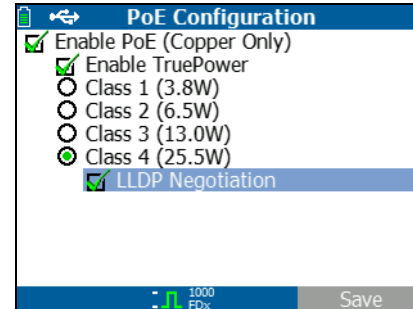 PoE Configuration
Enable PoE (Copper Only)
Enable TruePower
Class 1 (3.8W)
Class 2 (6.5W)
Class 3 (13.0W)
Class 4 (25.5W)
LLDP Negotiation
1000
FDx
Save